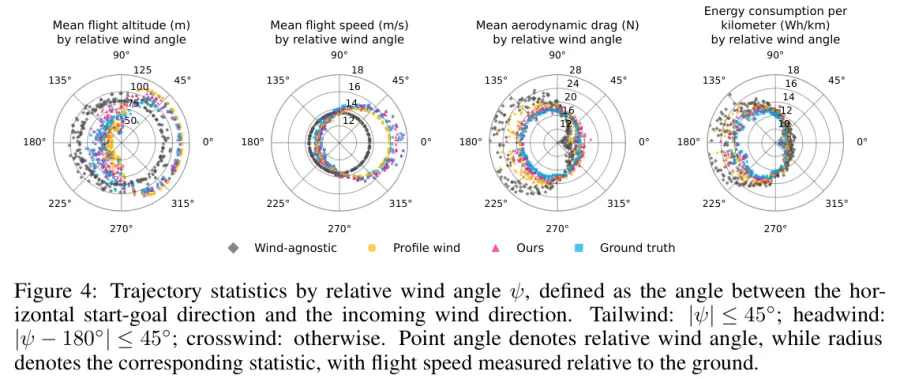 Mean flight altitude (m)
by relative wind angle
90°
135°
45°
180°
0°
225°
315°
270°
125
100
75
50
Mean flight speed (m/s)
by relative wind angle
90°
135°
45°
180°
0°
225°
315°
270°
18
16
14
12
Mean aerodynamic drag (N)
by relative wind angle
90°
135°
45°
180°
0°
225°
315°
270°
28
24
20
16
12
Energy consumption per
kilometer (Wh/km)
by relative wind angle
90°
135°
45°
180°
0°
225°
315°
270°
18
16
14
12
10
Wind-agnostic
Profile wind
Ours
Ground truth
Figure 4: Trajectory statistics by relative wind angle ψ, defined as the angle between the hor-
izontal start-goal direction and the incoming wind direction. Tailwind: |ψ| ≤ 45°; headwind:
|ψ − 180°| ≤ 45°; crosswind: otherwise. Point angle denotes relative wind angle, while radius
denotes the corresponding statistic, with flight speed measured relative to the ground.